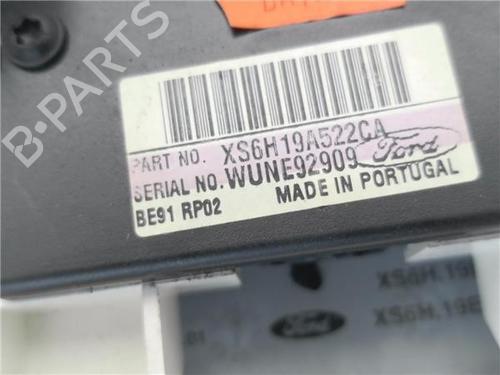 B-PARTS
PART NO. XS6H19A522CA
SERIAL NO. WUNE92909 Ford
BE91 RP02 MADE IN PORTUGAL
Ford